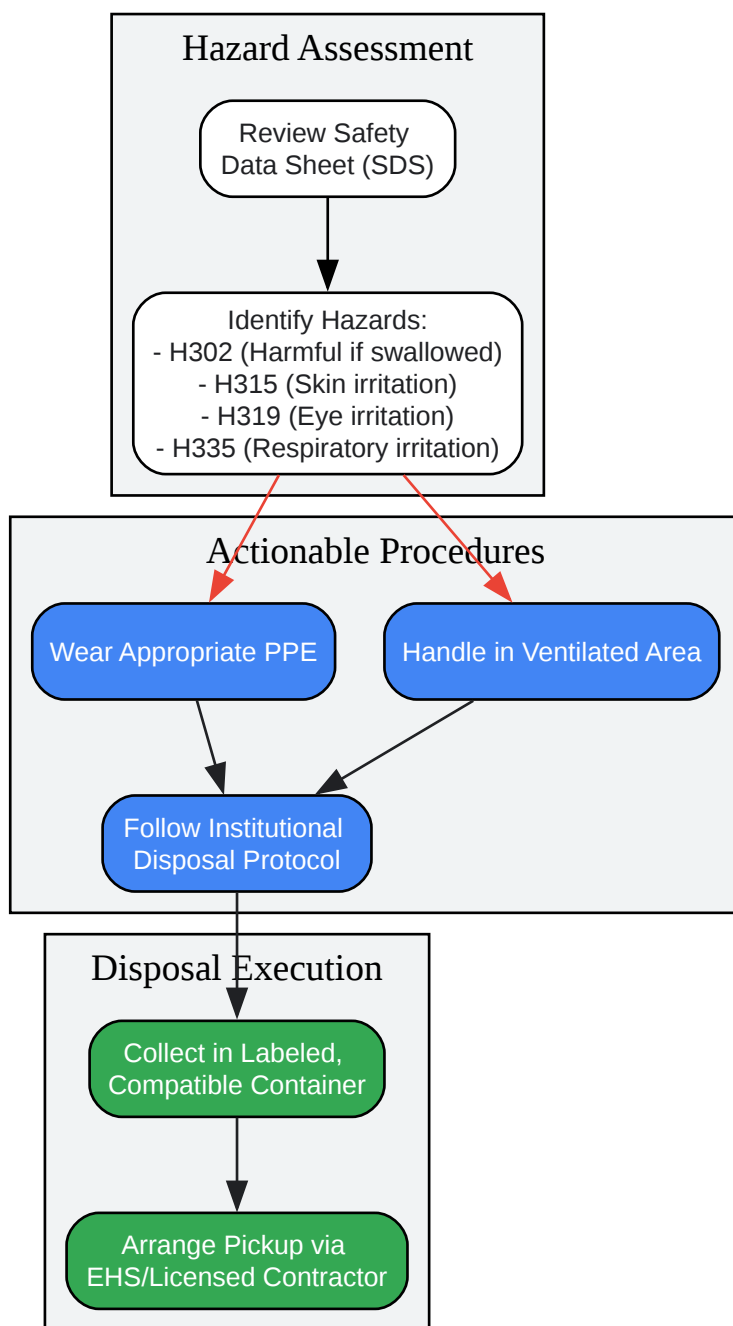 Hazard Assessment
Review Safety
Data Sheet (SDS)
Identify Hazards:
- H302 (Harmful if swallowed)
- H315 (Skin irritation)
- H319 (Eye irritation)
- H335 (Respiratory irritation)
Actionable Procedures
Wear Appropriate PPE
Handle in Ventilated Area
Follow Institutional
Disposal Protocol
Disposal Execution
Collect in Labeled,
Compatible Container
Arrange Pickup via
EHS/Licensed Contractor